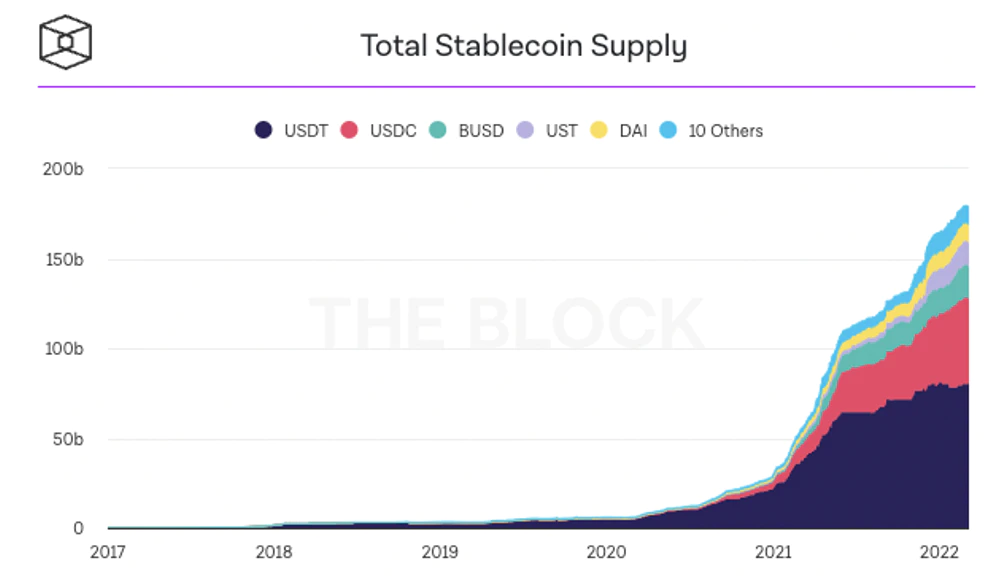 Total Stablecoin Supply
USDT USDC BUSD UST DAI 10 Others
200b
150b
THE BLOCK
100b
50b
0
2017 2018 2019 2020 2021 2022